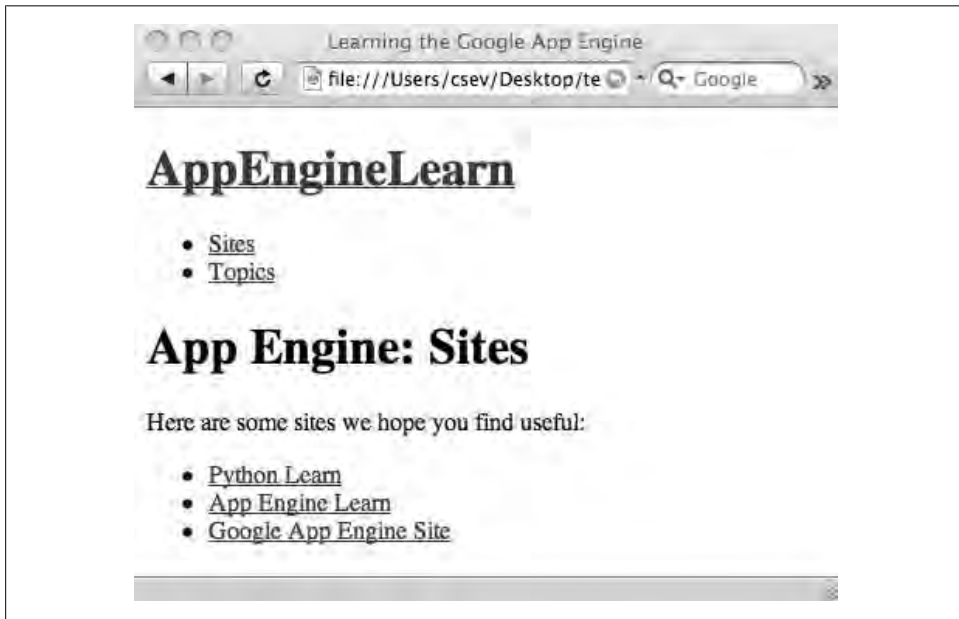 Learning the Google App Engine
file:///Users/csev/Desktop/te Google
AppEngineLearn
Sites
Topics
App Engine: Sites
Here are some sites we hope you find useful:
Python Learn
App Engine Learn
Google App Engine Site